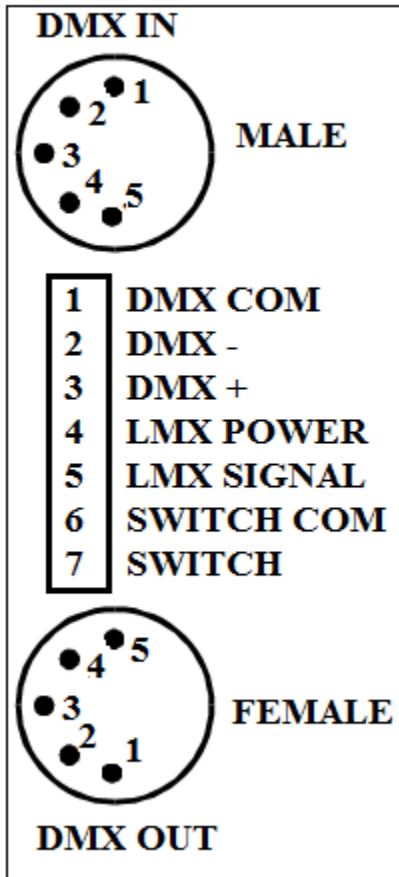 DMX IN
1
2
MALE
3
4
5
1 DMX COM
2 DMX -
3 DMX +
4 LMX POWER
5 LMX SIGNAL
6 SWITCH COM
7 SWITCH
5
4
3 FEMALE
2
1
DMX OUT